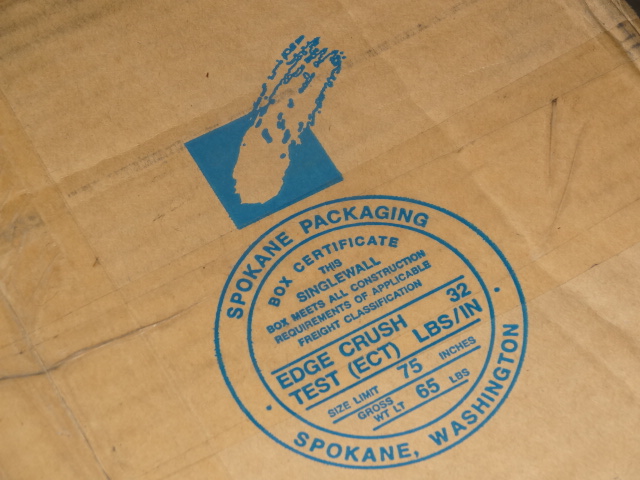 SPOKANE PACKAGING
BOX CERTIFICATE
THIS
SINGLEWALL
BOX MEETS ALL CONSTRUCTION
REQUIREMENTS OF APPLICABLE
FREIGHT CLASSIFICATION
EDGE CRUSH 32
TEST (ECT) LBS/IN
SIZE LIMIT 75 INCHES
GROSS
WT LT 65 LBS
SPOKANE, WASHINGTON